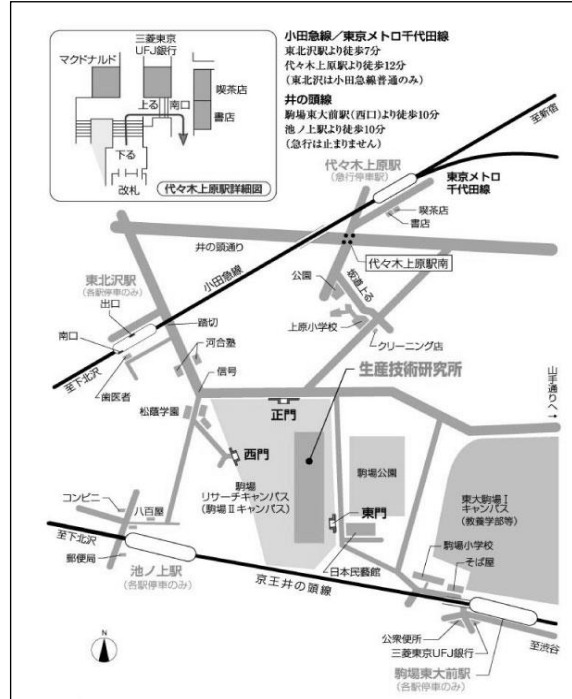 三菱東京
UFJ銀行
マクドナルド
喫茶店
上る
南口
書店
下る
改札
代々木上原駅詳細図
小田急線／東京メトロ千代田線
東北沢駅より徒歩7分
代々木上原駅より徒歩12分
（東北沢は小田急線普通のみ）
井の頭線
駒場東大前駅（西口）より徒歩10分
池ノ上駅より徒歩10分
（急行は止まりません）
至新宿
代々木上原駅
（急行停車駅）
東京メトロ
千代田線
喫茶店
書店
井の頭通り
代々木上原駅南
小田急線
公園
坂道上る
東北沢駅
（各駅停車のみ）
出口
踏切
上原小学校
クリーニング店
南口
河合塾
至下北沢
歯医者
信号
生産技術研究所
山手通りへ→
松蔭学園
正門
西門
駒場公園
駒場
リサーチキャンパス
（駒場Ⅱキャンパス）
東大駒場Ⅰ
キャンパス
（教養学部等）
コンビニ
八百屋
東門
至下北沢
駒場小学校
そば屋
郵便局
日本民藝館
池ノ上駅
（各駅停車のみ）
京王井の頭線
公衆便所
三菱東京UFJ銀行
至渋谷
駒場東大前駅
（各駅停車のみ）
N